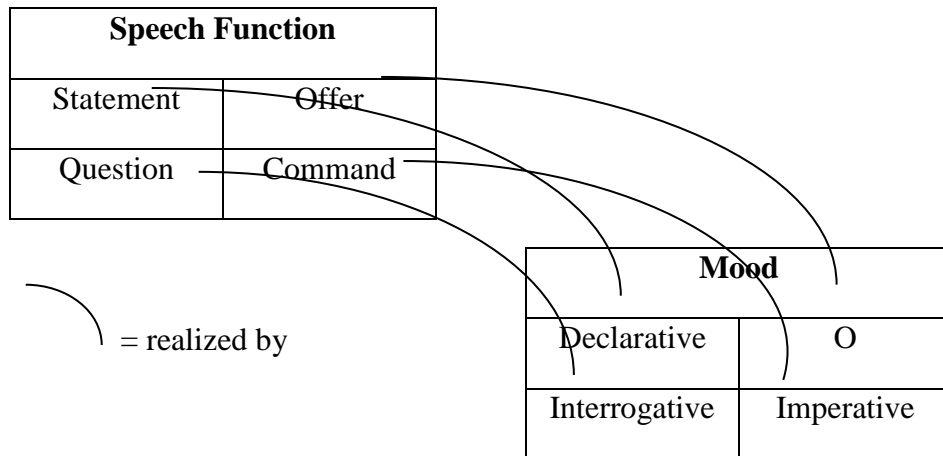 Speech Function
Statement Offer
Question Command
Mood
= realized by
Declarative O
Interrogative Imperative